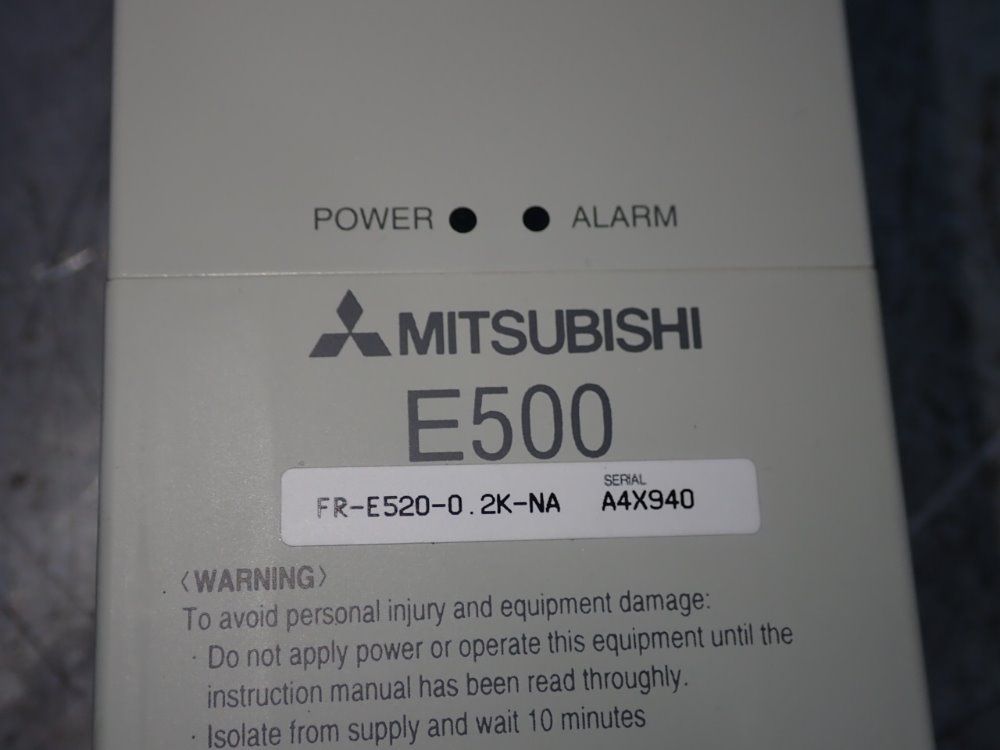 POWER ALARM
MITSUBISHI
E500
SERIAL
FR-E520-0.2K-NA A4X940
〈WARNING〉
To avoid personal injury and equipment damage:
· Do not apply power or operate this equipment until the
instruction manual has been read throughly.
· Isolate from supply and wait 10 minutes